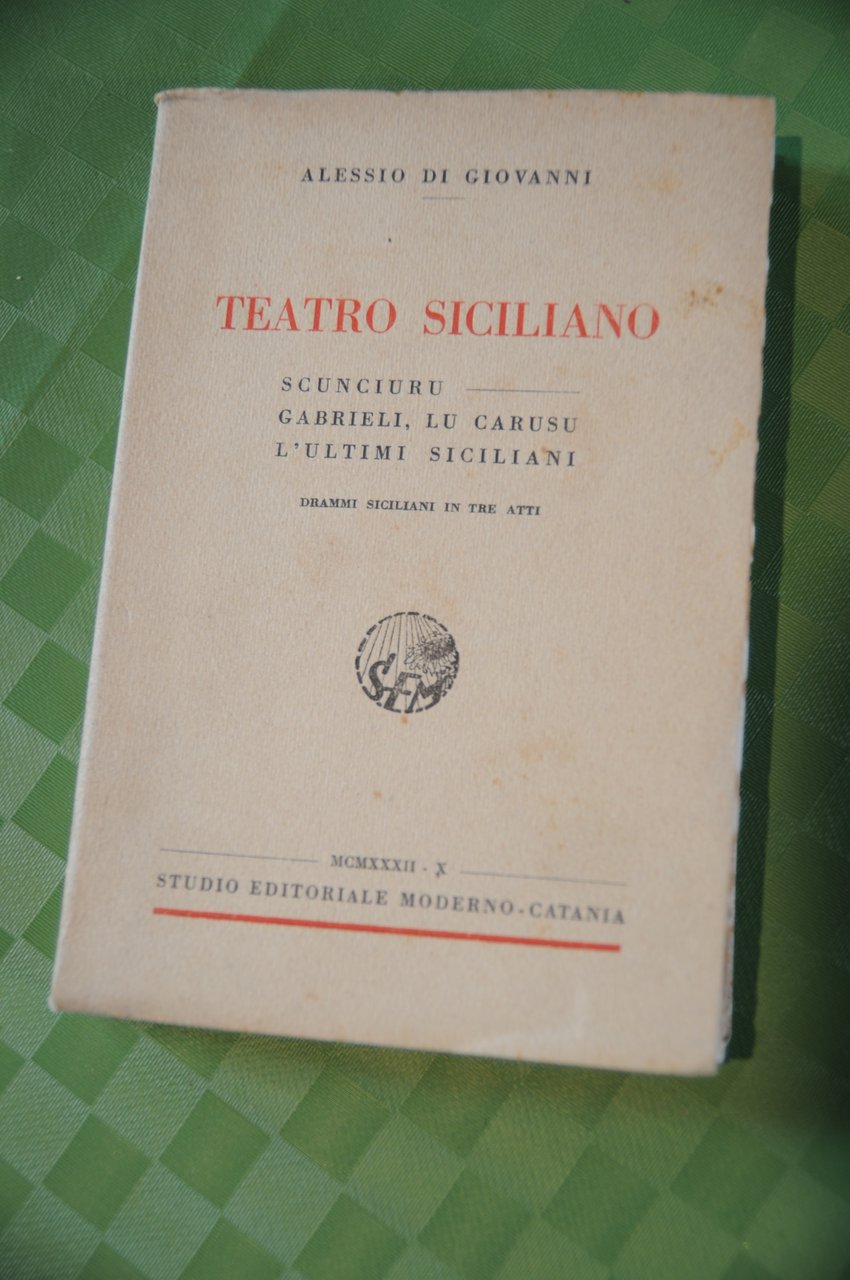 ALESSIO DI GIOVANNI
TEATRO SICILIANO
SCUNCIURU
GABRIELI, LU CARUSU
L'ULTIMI SICILIANI
DRAMMI SICILIANI IN TRE ATTI
S.E.M.
MCMXXXII - X
STUDIO EDITORIALE MODERNO - CATANIA